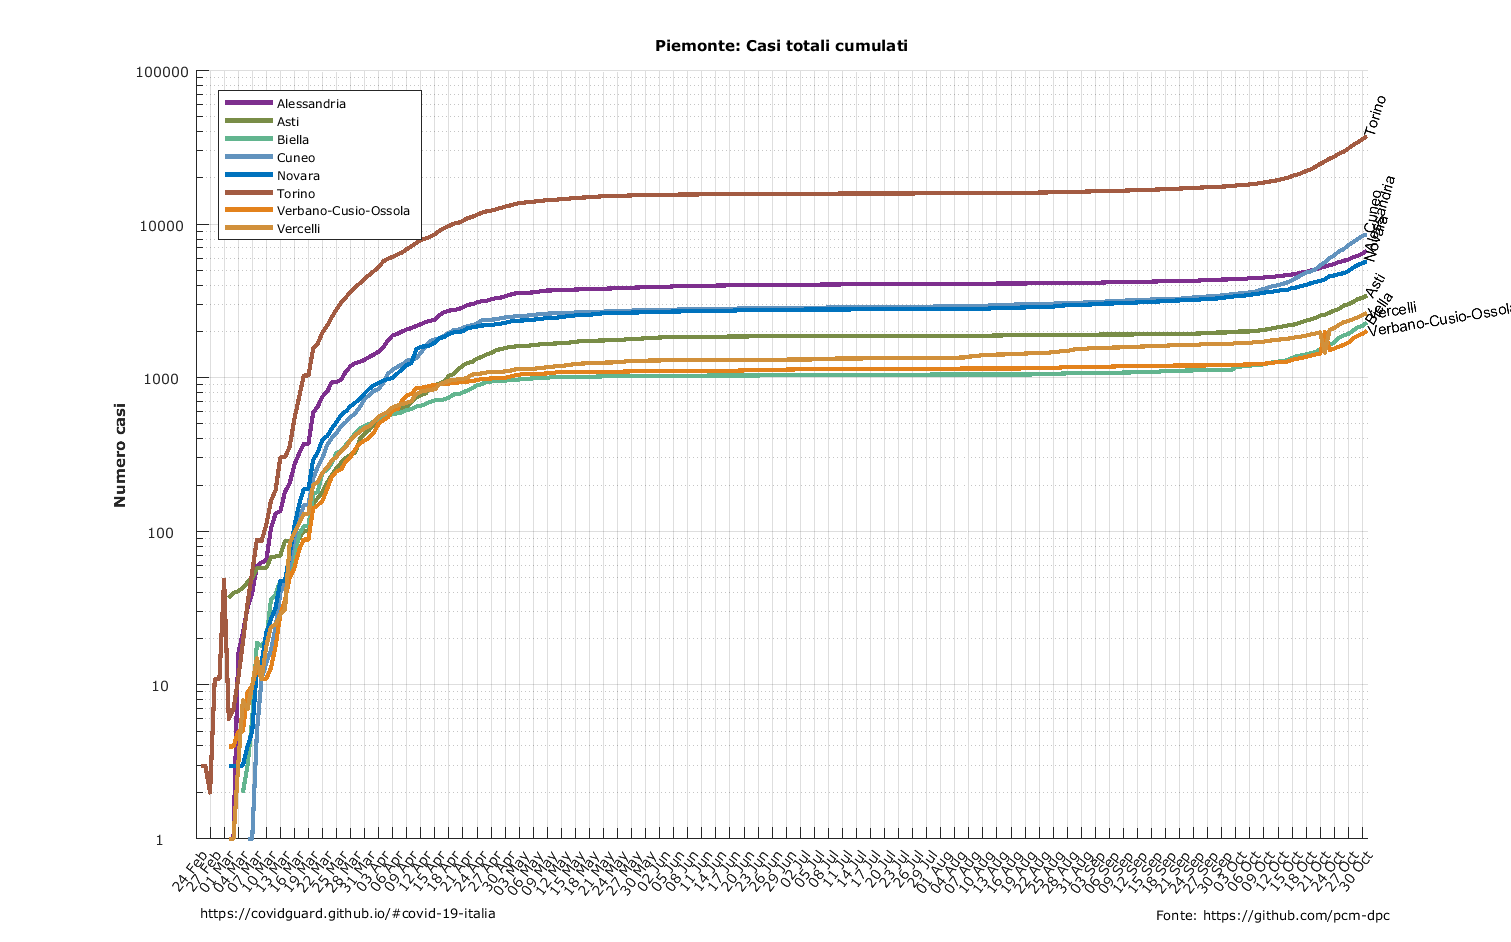 Piemonte: Casi totali cumulati
100000
10000
1000
100
10
1
Numero casi
Alessandria
Asti
Biella
Cuneo
Novara
Torino
Verbano-Cusio-Ossola
Vercelli
Torino
Cuneo
Alessandria
Novara
Asti
Biella
Vercelli
Verbano-Cusio-Ossola
24 Feb
27 Feb
01 Mar
04 Mar
07 Mar
10 Mar
13 Mar
16 Mar
19 Mar
22 Mar
25 Mar
28 Mar
31 Mar
03 Apr
06 Apr
09 Apr
12 Apr
15 Apr
18 Apr
21 Apr
24 Apr
27 Apr
30 Apr
03 May
06 May
09 May
12 May
15 May
18 May
21 May
24 May
27 May
30 May
02 Jun
05 Jun
08 Jun
11 Jun
14 Jun
17 Jun
20 Jun
23 Jun
26 Jun
29 Jun
02 Jul
05 Jul
08 Jul
11 Jul
14 Jul
17 Jul
20 Jul
23 Jul
26 Jul
29 Jul
01 Aug
04 Aug
07 Aug
10 Aug
13 Aug
16 Aug
19 Aug
22 Aug
25 Aug
28 Aug
31 Aug
03 Sep
06 Sep
09 Sep
12 Sep
15 Sep
18 Sep
21 Sep
24 Sep
27 Sep
30 Sep
03 Oct
06 Oct
09 Oct
12 Oct
15 Oct
18 Oct
21 Oct
24 Oct
27 Oct
30 Oct
https://covidguard.github.io/#covid-19-italia
Fonte: https://github.com/pcm-dpc